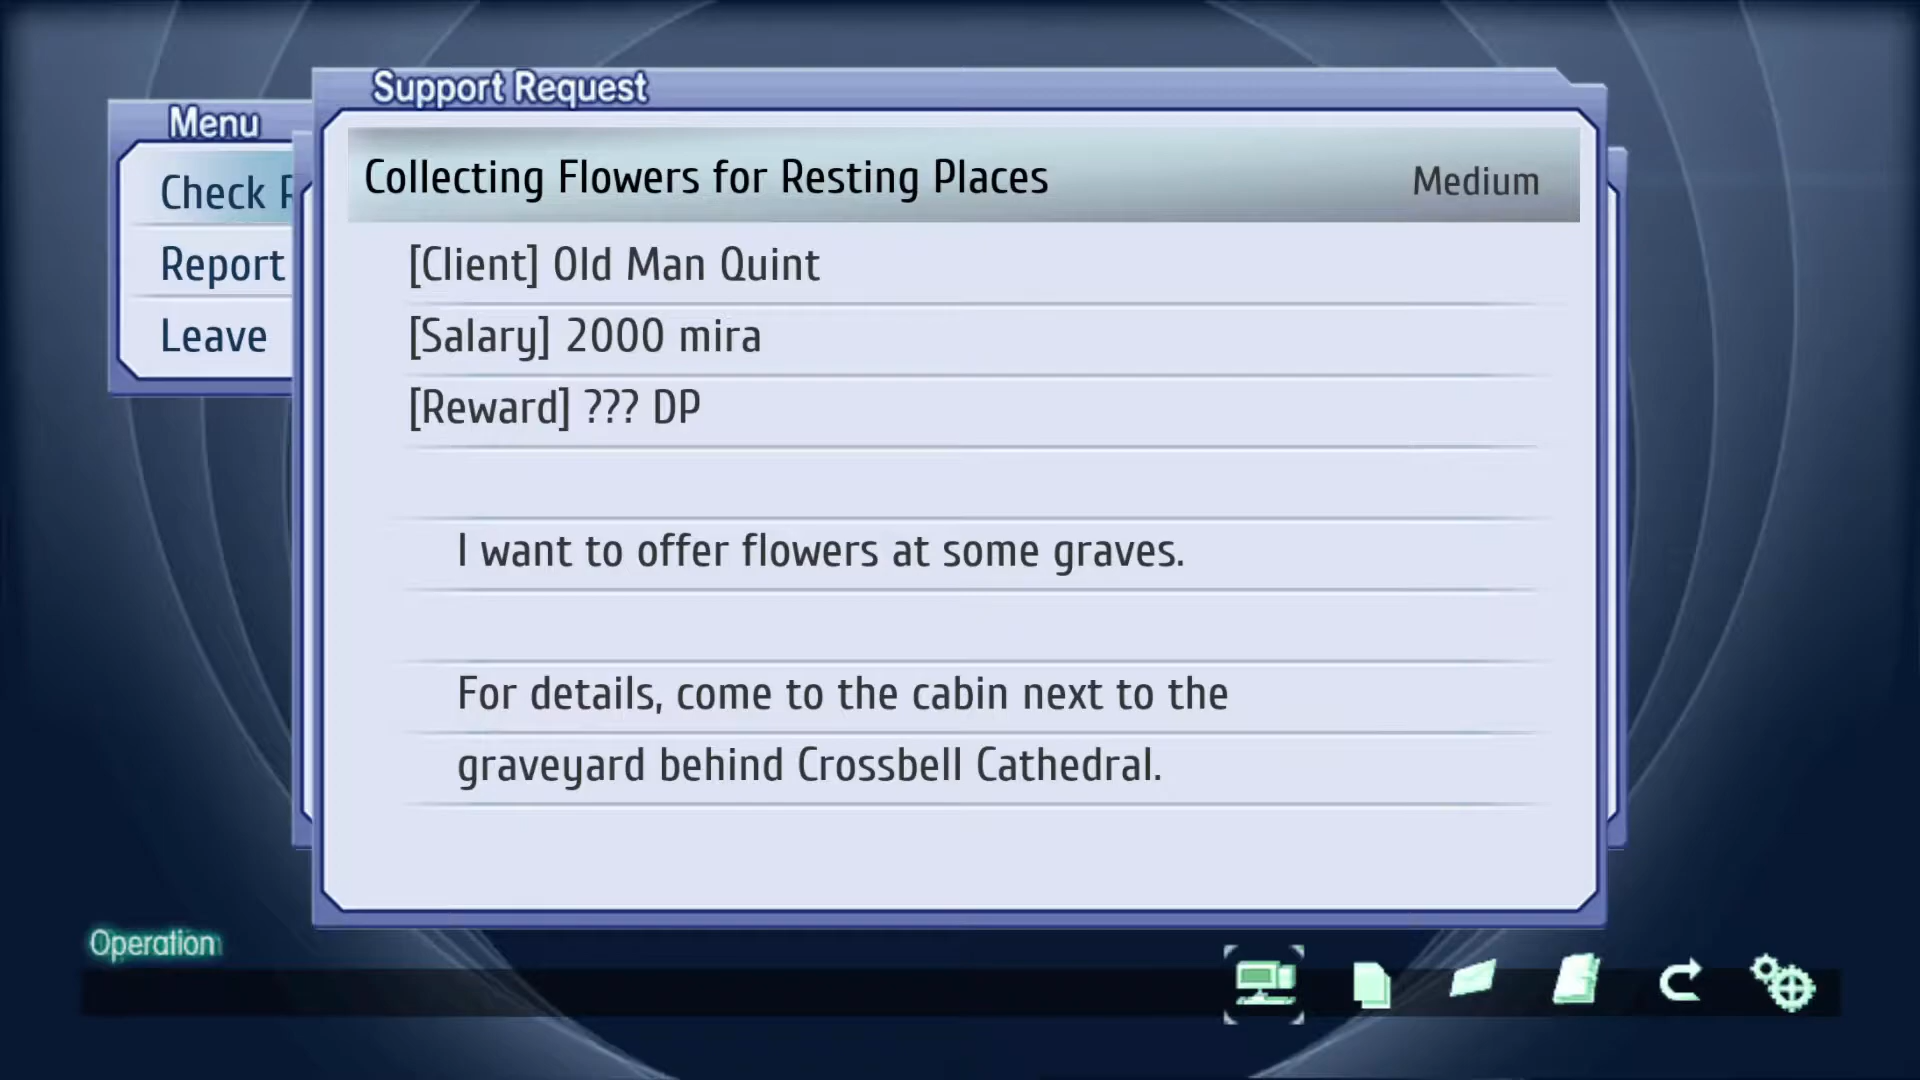 Support Request
Menu
Collecting Flowers for Resting Places Medium
Check
Report
Leave
[Client] Old Man Quint
[Salary] 2000 mira
[Reward] ??? DP
I want to offer flowers at some graves.
For details, come to the cabin next to the
graveyard behind Crossbell Cathedral.
Operation